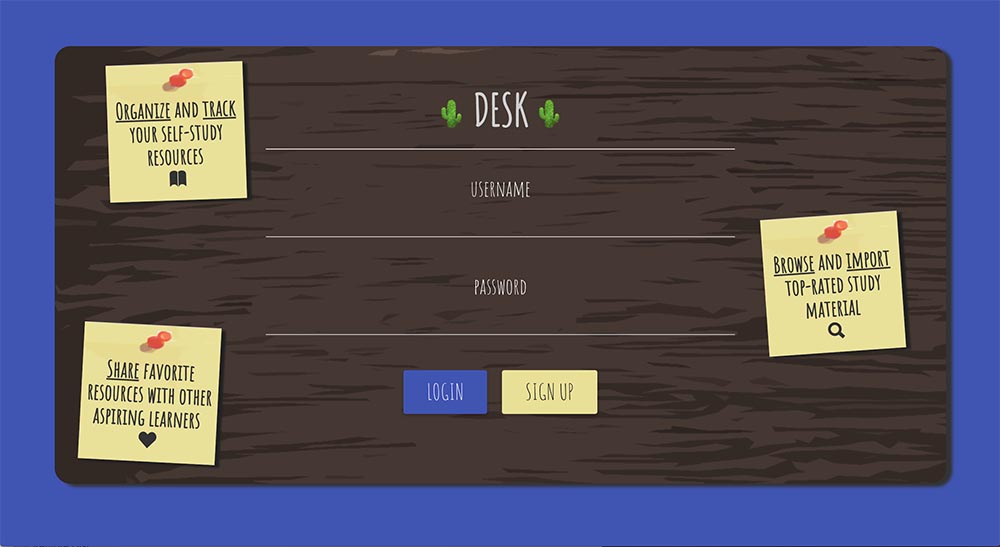 ORGANIZE AND TRACK
YOUR SELF-STUDY
RESOURCES
DESK
USERNAME
PASSWORD
LOGIN
SIGN UP
BROWSE AND IMPORT
TOP-RATED STUDY
MATERIAL
SHARE FAVORITE
RESOURCES WITH OTHER
ASPIRING LEARNERS